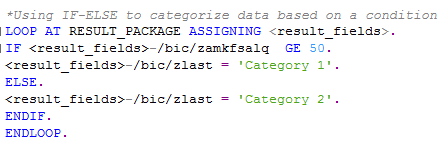 *Using IF-ELSE to categorize data based on a condition
LOOP AT RESULT_PACKAGE ASSIGNING <result_fields>.
IF <result_fields>-/bic/zamkfsalq  GE 50.
<result_fields>-/bic/zlast = 'Category 1'.
ELSE.
<result_fields>-/bic/zlast = 'Category 2'.
ENDIF.
ENDLOOP.